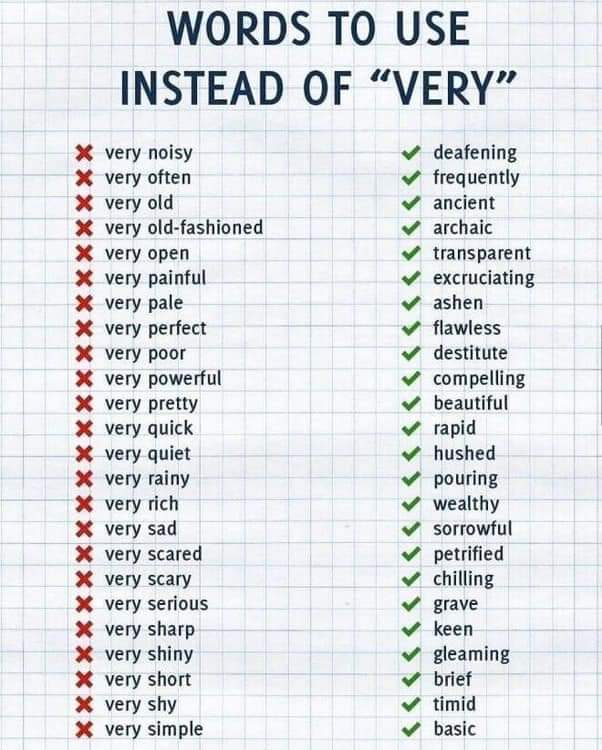 WORDS TO USE
INSTEAD OF “VERY”
very noisy deafening
very often frequently
very old ancient
very old-fashioned archaic
very open transparent
very painful excruciating
very pale ashen
very perfect flawless
very poor destitute
very powerful compelling
very pretty beautiful
very quick rapid
very quiet hushed
very rainy pouring
very rich wealthy
very sad sorrowful
very scared petrified
very scary chilling
very serious grave
very sharp keen
very shiny gleaming
very short brief
very shy timid
very simple basic